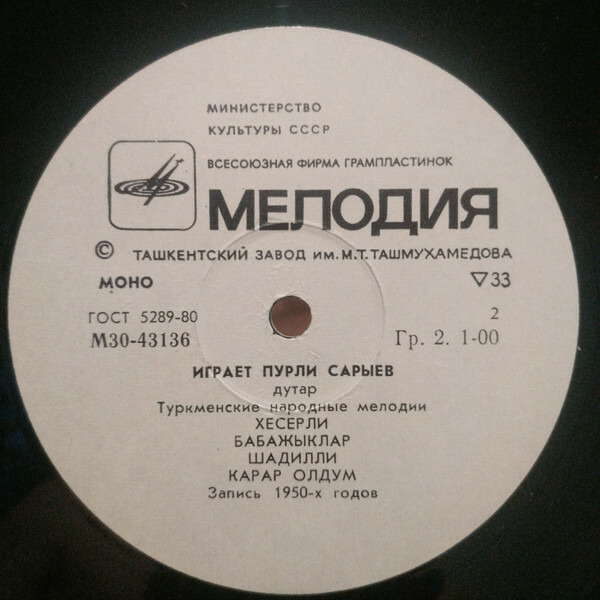 МИНИСТЕРСТВО
КУЛЬТУРЫ СССР
ВСЕСОЮЗНАЯ ФИРМА ГРАМПЛАСТИНОК
МЕЛОДИЯ
© ТАШКЕНТСКИЙ ЗАВОД ИМ. М.Т. ТАШМУХАМЕДОВА
МОНО ▽33
ГОСТ 5289-80 2
М30-43136 Гр. 2. 1-00
ИГРАЕТ ПУРЛИ САРЫЕВ
дутар
Туркменские народные мелодии
ХЕСЕРЛИ
БАБАЖЫКЛАР
ШАДИЛЛИ
КАРАР ОЛДУМ
Запись 1950-х годов